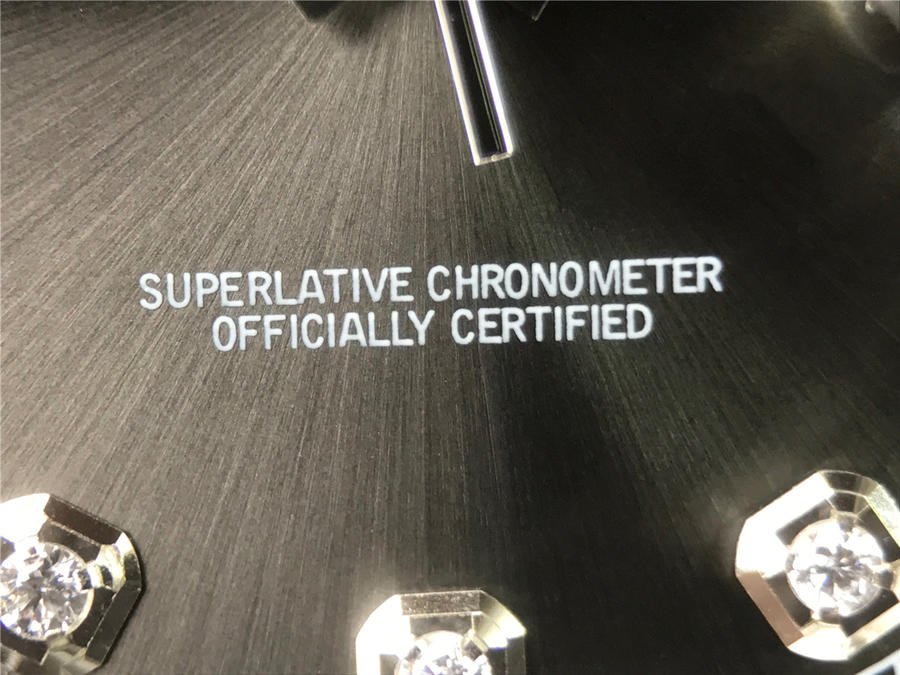 SUPERLATIVE CHRONOMETER
OFFICIALLY CERTIFIED